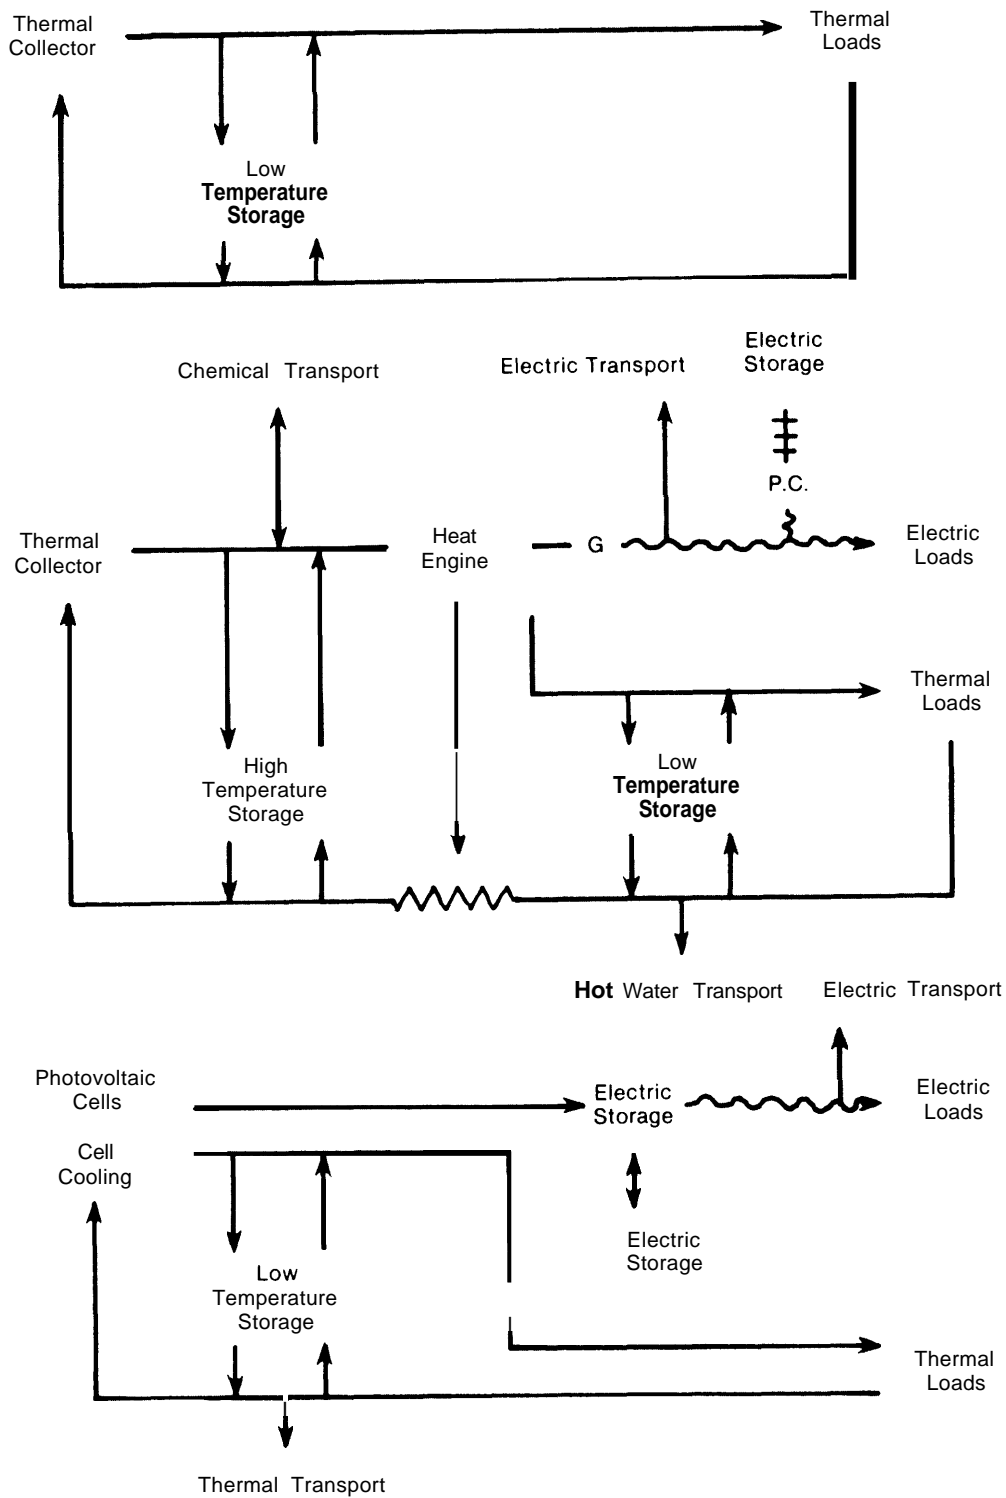 Thermal
Collector
Thermal
Loads
Low
Temperature
Storage
Chemical Transport
Electric Transport
Electric
Storage
P.C.
Thermal
Collector
Heat
Engine
G
Electric
Loads
Thermal
Loads
High
Temperature
Storage
Low
Temperature
Storage
Hot Water Transport
Electric Transport
Photovoltaic
Cells
Electric
Storage
Electric
Loads
Cell
Cooling
Electric
Storage
Low
Temperature
Storage
Thermal
Loads
Thermal Transport